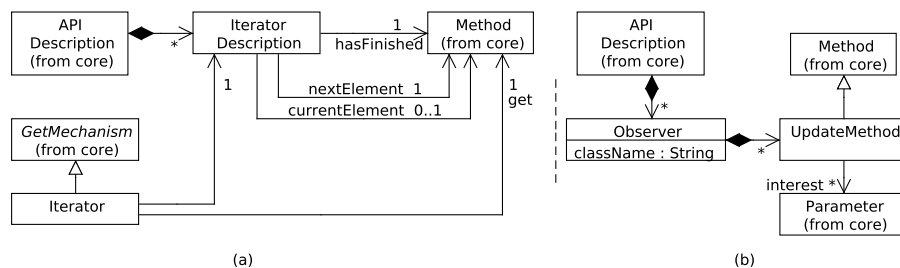 API
Description
(from core)
*
Iterator
Description
1
hasFinished
Method
(from core)
nextElement 1
currentElement 0..1
1
1
get
GetMechanism
(from core)
Iterator
(a)
API
Description
(from core)
*
Observer
className : String
*
Method
(from core)
UpdateMethod
interest *
Parameter
(from core)
(b)